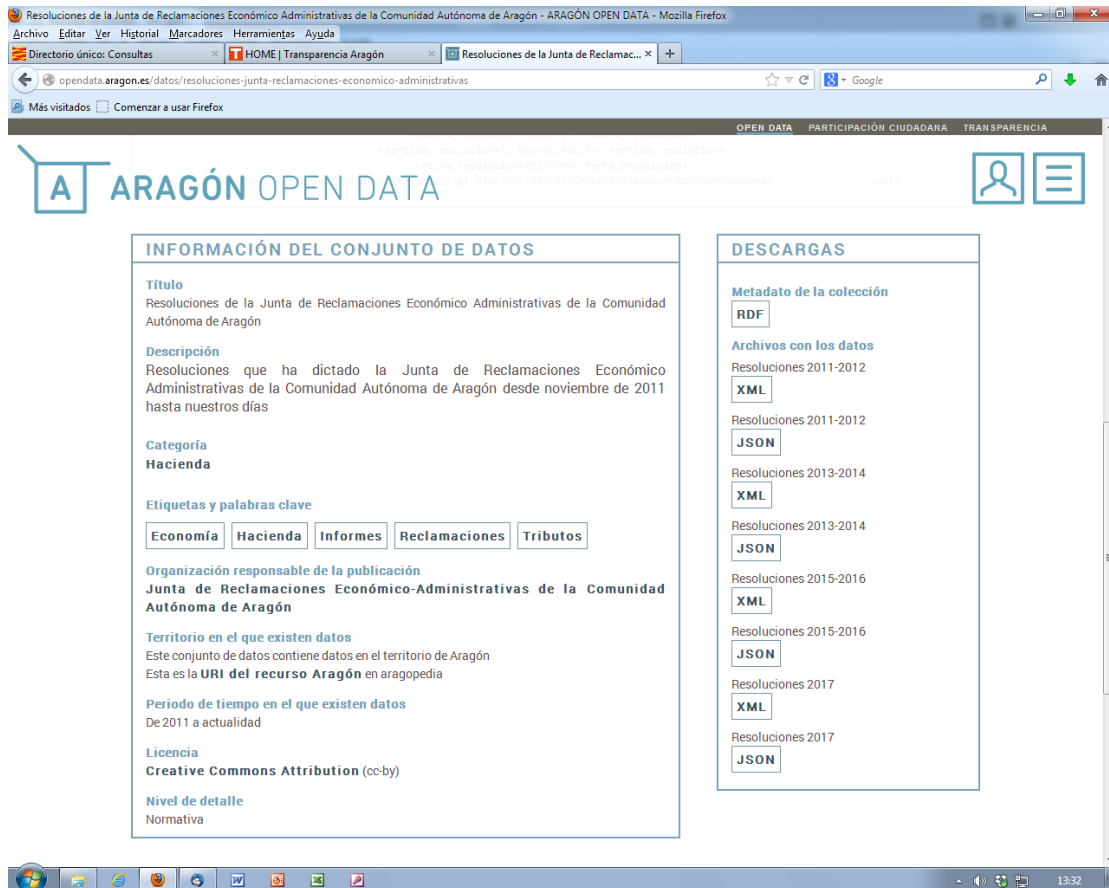 Resoluciones de la Junta de Reclamaciones Económico Administrativas de la Comunidad Autónoma de Aragón - ARAGÓN OPEN DATA - Mozilla Firefox
Archivo Editar Ver Historial Marcadores Herramientas Ayuda
Directorio único: Consultas × HOME | Transparencia Aragón × Resoluciones de la Junta de Reclamac... × +
opendata.aragon.es/datos/resoluciones-junta-reclamaciones-economico-administrativas
Google
Más visitados Comenzar a usar Firefox
OPEN DATA PARTICIPACIÓN CIUDADANA TRANSPARENCIA
A ARAGÓN OPEN DATA
INFORMACIÓN DEL CONJUNTO DE DATOS
Título
Resoluciones de la Junta de Reclamaciones Económico Administrativas de la Comunidad
Autónoma de Aragón
Descripción
Resoluciones que ha dictado la Junta de Reclamaciones Económico
Administrativas de la Comunidad Autónoma de Aragón desde noviembre de 2011
hasta nuestros días
Categoría
Hacienda
Etiquetas y palabras clave
Economía Hacienda Informes Reclamaciones Tributos
Organización responsable de la publicación
Junta de Reclamaciones Económico-Administrativas de la Comunidad
Autónoma de Aragón
Territorio en el que existen datos
Este conjunto de datos contiene datos en el territorio de Aragón
Esta es la URI del recurso Aragón en aragopedia
Periodo de tiempo en el que existen datos
De 2011 a actualidad
Licencia
Creative Commons Attribution (cc-by)
Nivel de detalle
Normativa
DESCARGAS
Metadato de la colección
RDF
Archivos con los datos
Resoluciones 2011-2012
XML
Resoluciones 2011-2012
JSON
Resoluciones 2013-2014
XML
Resoluciones 2013-2014
JSON
Resoluciones 2015-2016
XML
Resoluciones 2015-2016
JSON
Resoluciones 2017
XML
Resoluciones 2017
JSON
13:32